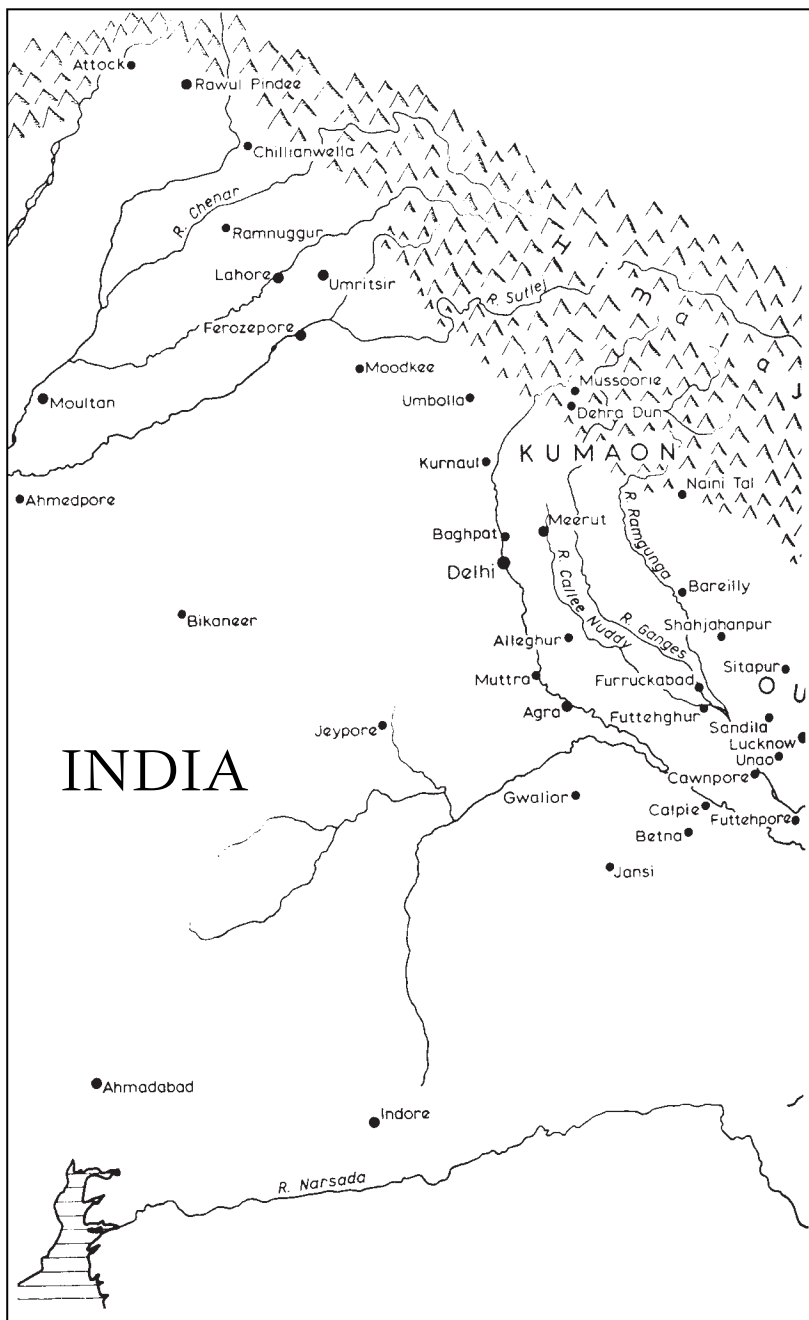 Attock
Rawul Pindee
Chillianwella
R. Chenar
Ramnuggur
Lahore
Umritsir
R. Sutlej
H i m a l a y
Ferozepore
Moodkee
Mussoorie
Moultan
Umbolla
Dehra Dun
KUMAON
Kurnaul
Ahmedpore
Naini Tal
R. Ramgunga
Meerut
Baghpat
Delhi
R. Callee Nuddy
Bareilly
Bikaneer
R. Ganges
Shahjahanpur
Alleghur
Sitapur
Muttra
Furruckabad
O U
Agra
Futtehghur
Sandila
Jeypore
Lucknow
INDIA
Unao
Cawnpore
Gwalior
Calpie
Futtehpore
Betna
Jansi
Ahmadabad
Indore
R. Narsada